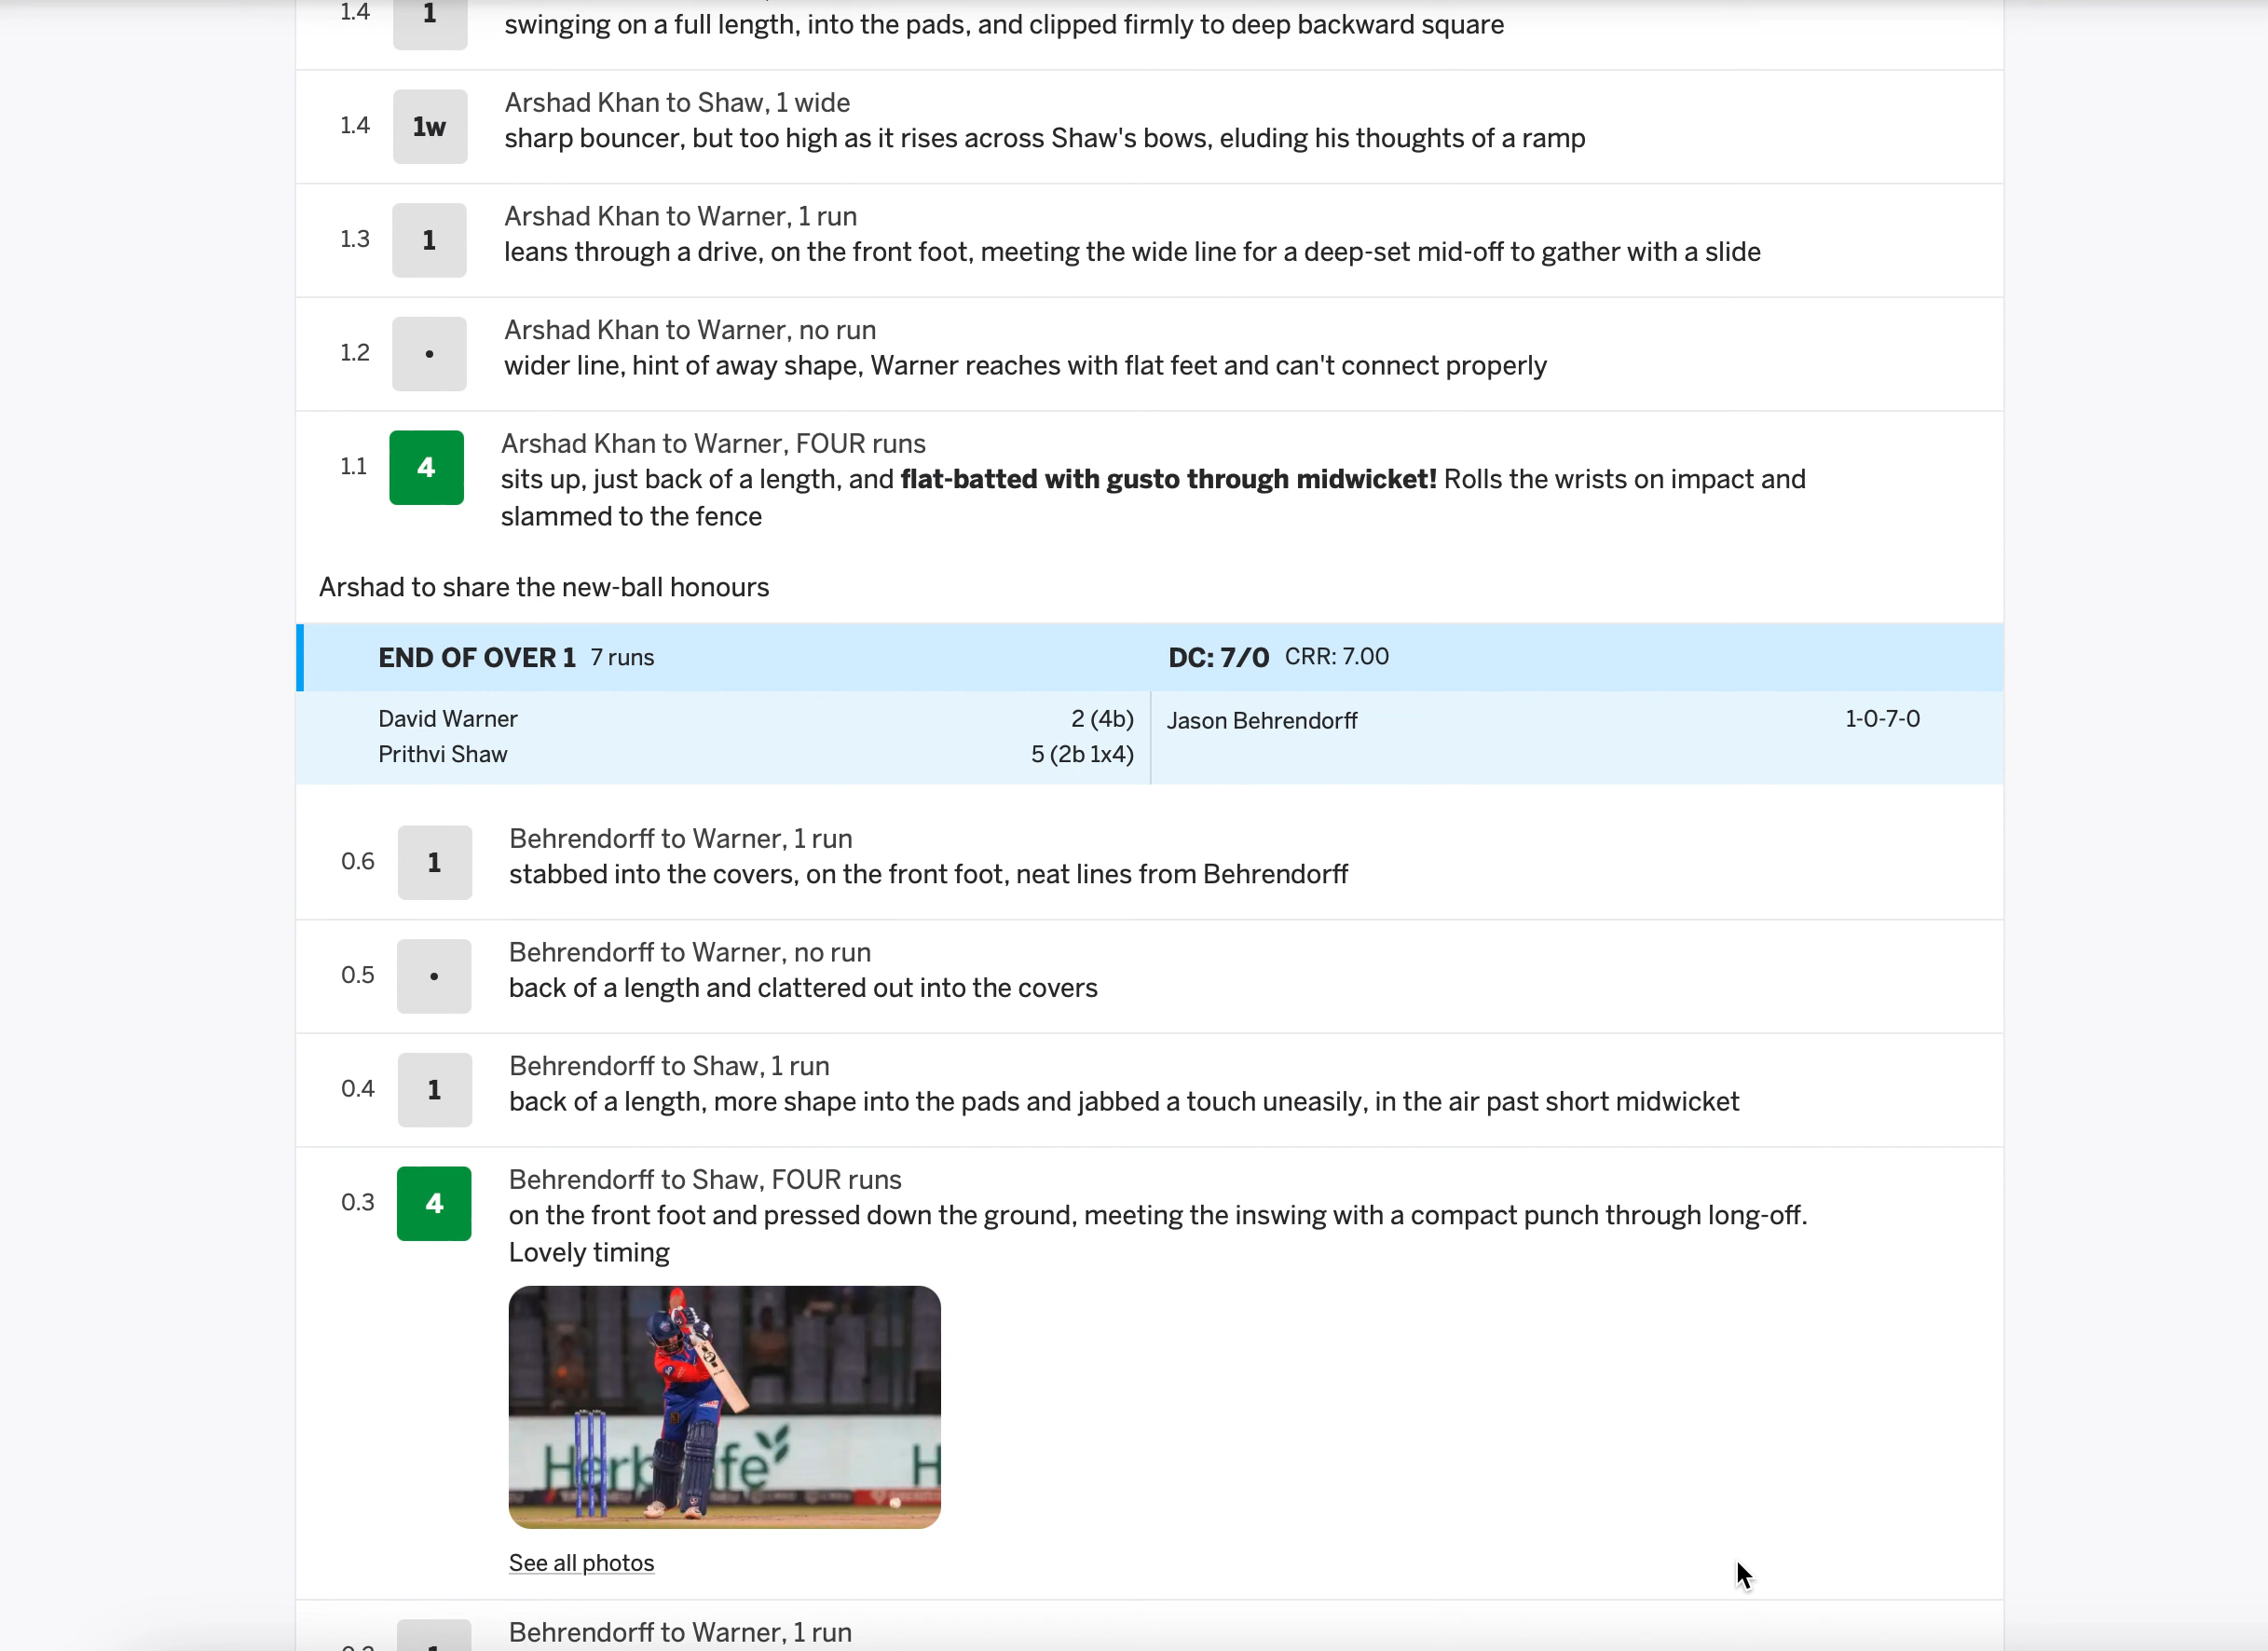 1.4
1
swinging on a full length, into the pads, and clipped firmly to deep backward square
1.4
1w
Arshad Khan to Shaw, 1 wide
sharp bouncer, but too high as it rises across Shaw's bows, eluding his thoughts of a ramp
1.3
1
Arshad Khan to Warner, 1 run
leans through a drive, on the front foot, meeting the wide line for a deep-set mid-off to gather with a slide
1.2
•
Arshad Khan to Warner, no run
wider line, hint of away shape, Warner reaches with flat feet and can't connect properly
1.1
4
Arshad Khan to Warner, FOUR runs
sits up, just back of a length, and flat-batted with gusto through midwicket! Rolls the wrists on impact and
slammed to the fence
Arshad to share the new-ball honours
END OF OVER 1 7 runs
DC: 7/0 CRR: 7.00
David Warner 2 (4b)
Prithvi Shaw 5 (2b 1x4)
Jason Behrendorff 1-0-7-0
0.6
1
Behrendorff to Warner, 1 run
stabbed into the covers, on the front foot, neat lines from Behrendorff
0.5
•
Behrendorff to Warner, no run
back of a length and clattered out into the covers
0.4
1
Behrendorff to Shaw, 1 run
back of a length, more shape into the pads and jabbed a touch uneasily, in the air past short midwicket
0.3
4
Behrendorff to Shaw, FOUR runs
on the front foot and pressed down the ground, meeting the inswing with a compact punch through long-off.
Lovely timing
See all photos
Behrendorff to Warner, 1 run